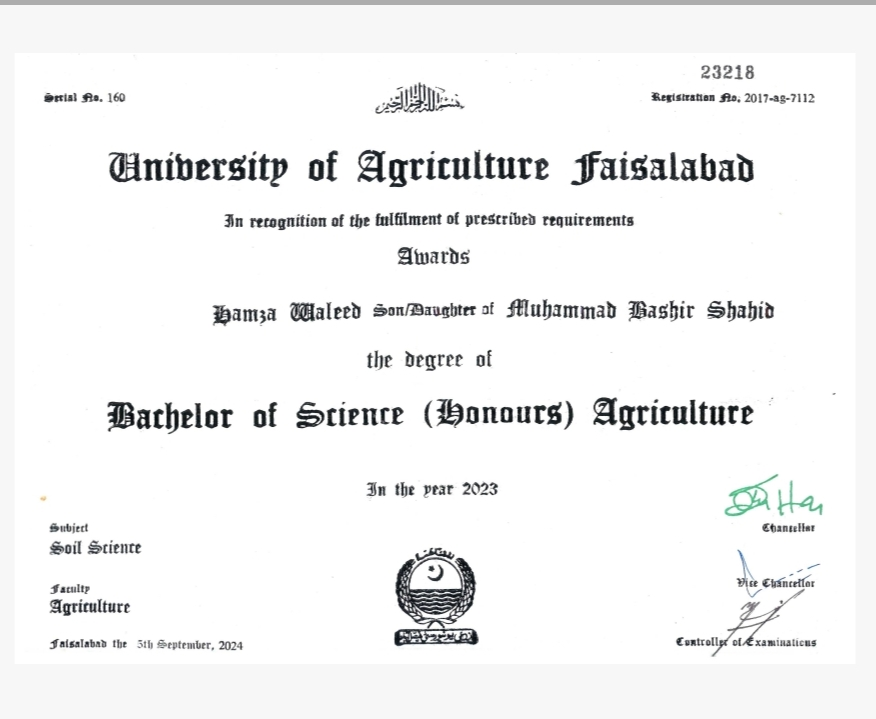 23218
Serial No. 160
Registration No. 2017-ag-7112
University of Agriculture Faisalabad
In recognition of the fulfilment of prescribed requirements
Awards
Hamza Waleed Son/Daughter of Muhammad Bashir Shahid
the degree of
Bachelor of Science (Honours) Agriculture
In the year 2023
Chancellor
Subject
Soil Science
Vice Chancellor
Faculty
Agriculture
Controller of Examinations
Faisalabad the 5th September, 2024